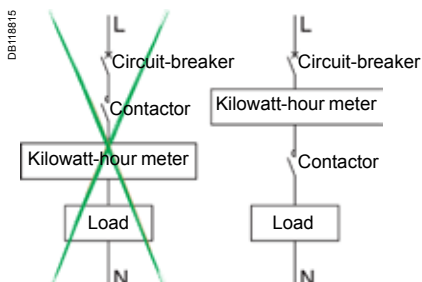 DB118815
L
Circuit-breaker
Contactor
Kilowatt-hour meter
Load
N
L
Circuit-breaker
Kilowatt-hour meter
Contactor
Load
N